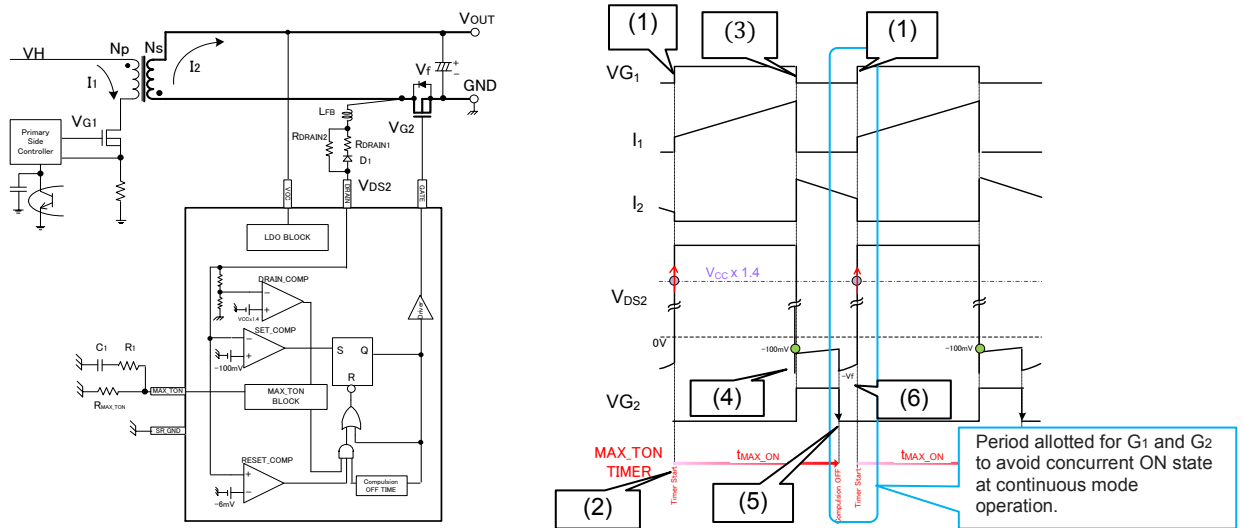 VOUT
VH
Np
Ns
I1
I2
Vf
+
−
GND
VG1
LFB
VG2
Primary
Side
Controller
RDRAIN2
RDRAIN1
D1
VDS2
VCC
DRAIN
GATE
LDO BLOCK
DRAIN_COMP
−
+
VCC×1.4
SET_COMP
−
+
−100mV
S Q
R
C1
R1
MAX_TON
MAX_TON
BLOCK
RMAX_TON
SR_GND
RESET_COMP
−
+
−6mV
Compulsion
OFF TIME
(1)
(3)
(1)
VG1
I1
I2
VCC x 1.4
VDS2
0V
−100mV
−100mV
−Vf
(4)
(6)
VG2
MAX_TON
TIMER
tMAX_ON
tMAX_ON
Timer Start
Compulsion OFF
Timer Start
(2)
(5)
Period allotted for G1 and G2
to avoid concurrent ON state
at continuous mode
operation.